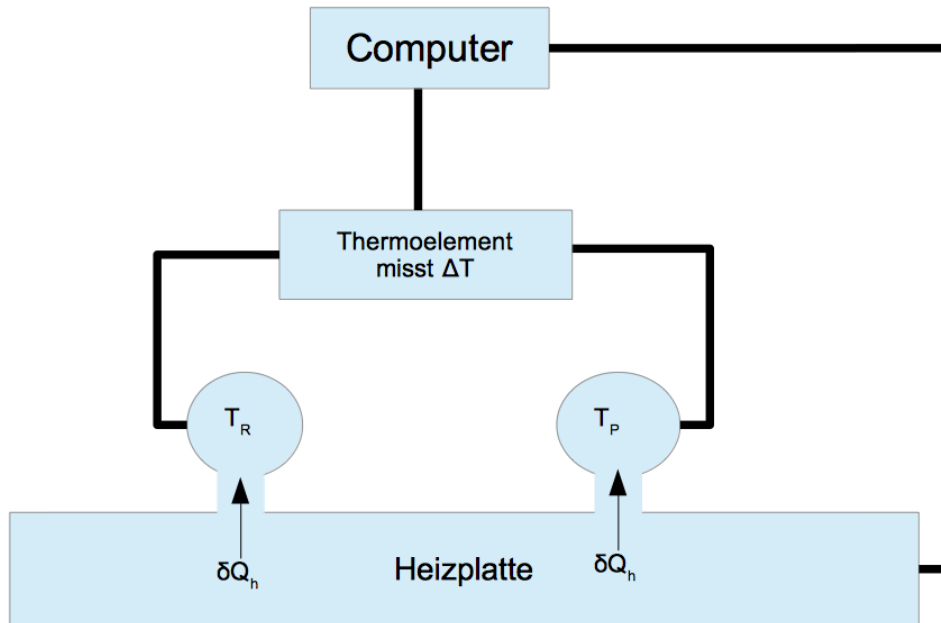 Computer
Thermoelement
misst ΔT
T_R
T_P
δQ_h
Heizplatte
δQ_h